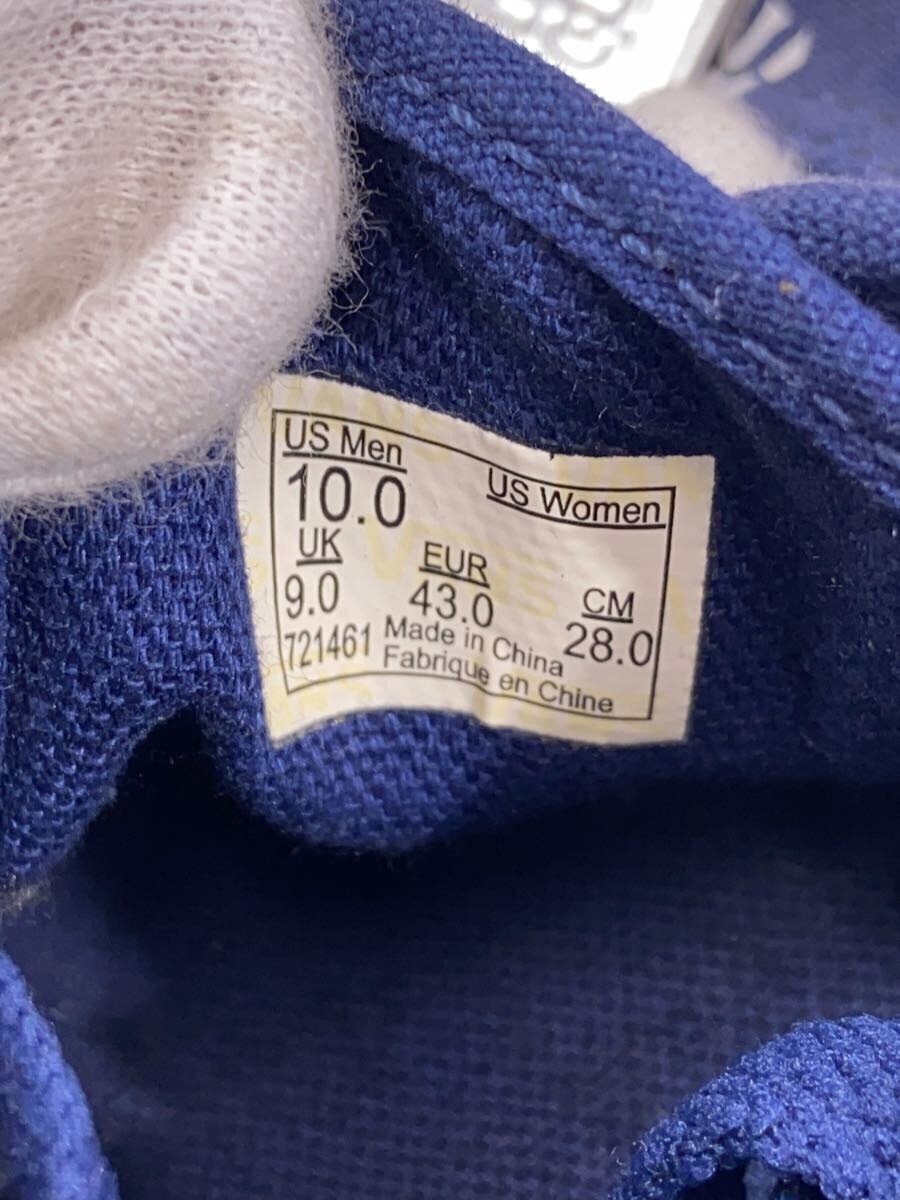 US Men
10.0
US Women
UK
9.0
EUR
43.0
CM
28.0
721461
Made in China
Fabrique en Chine
VANS